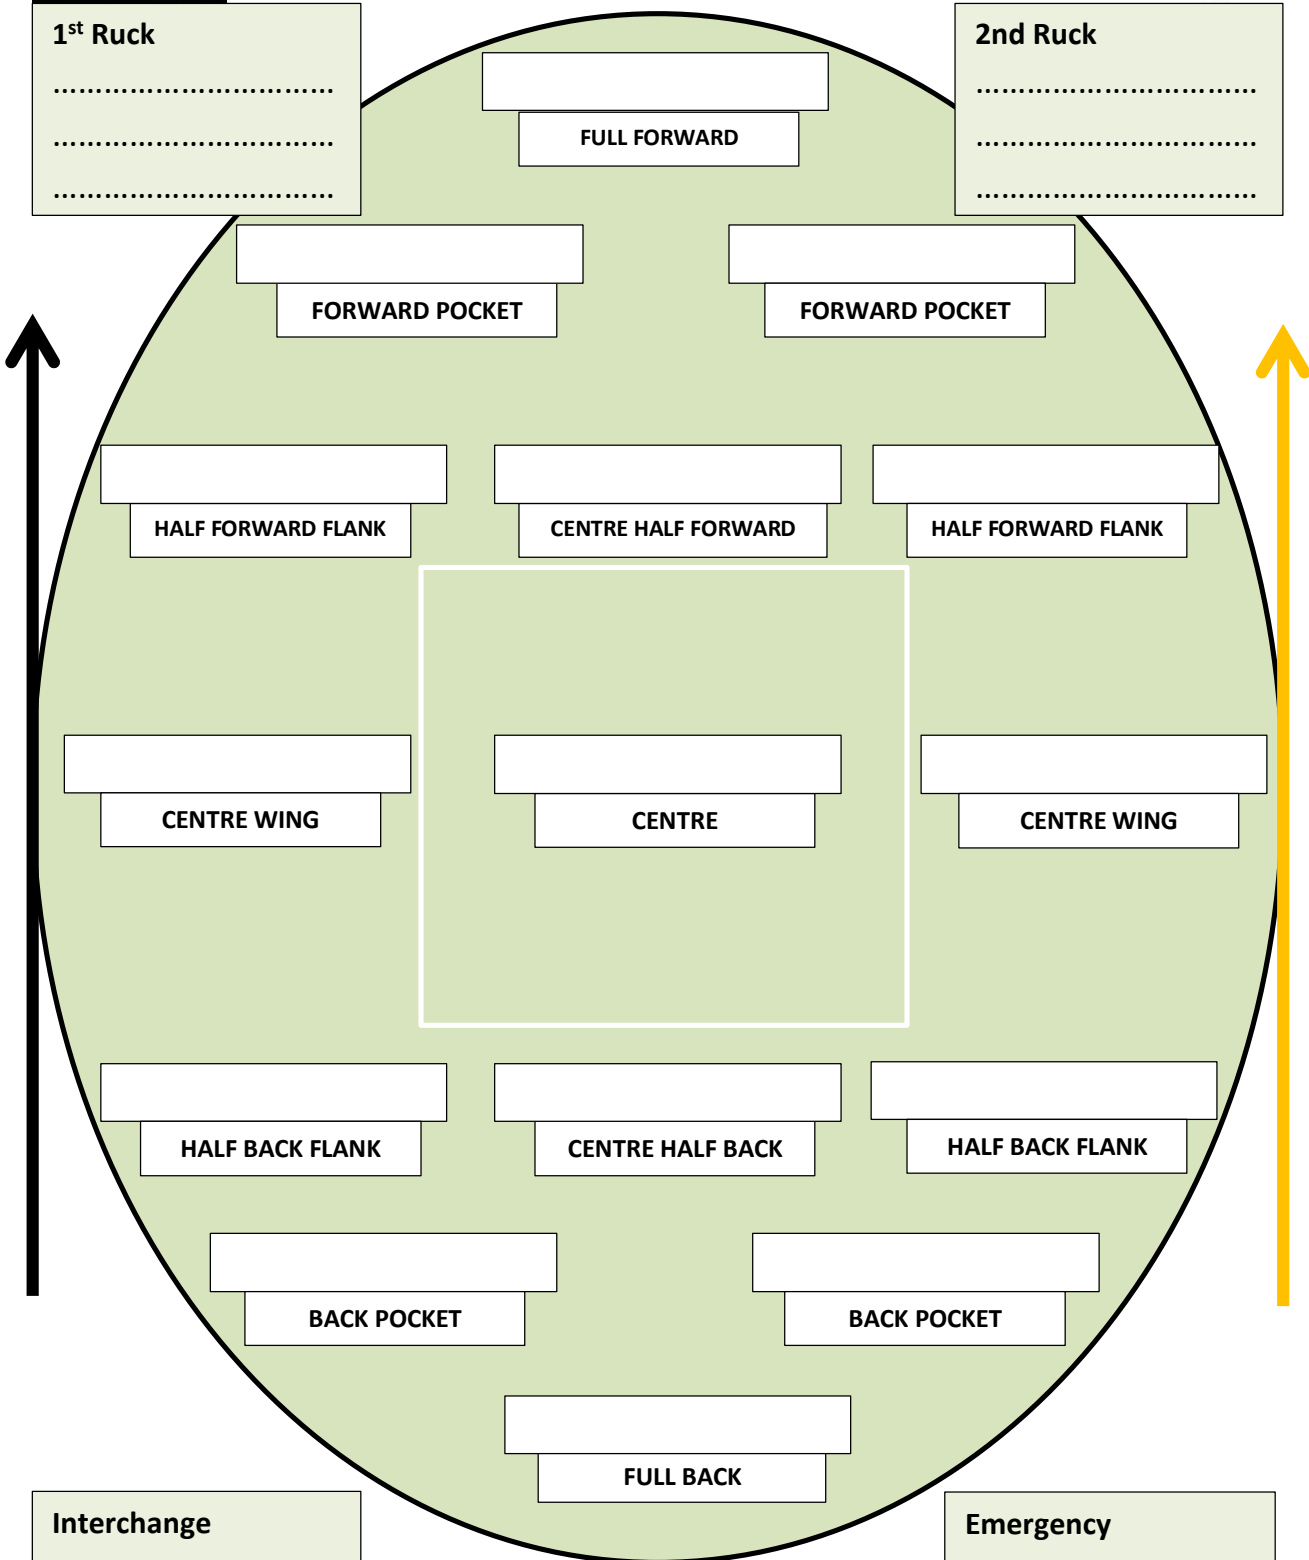 1st Ruck
……………………………
……………………………
……………………………
2nd Ruck
……………………………
……………………………
……………………………
FULL FORWARD
FORWARD POCKET
FORWARD POCKET
HALF FORWARD FLANK
CENTRE HALF FORWARD
HALF FORWARD FLANK
CENTRE WING
CENTRE
CENTRE WING
HALF BACK FLANK
CENTRE HALF BACK
HALF BACK FLANK
BACK POCKET
BACK POCKET
FULL BACK
Interchange
Emergency